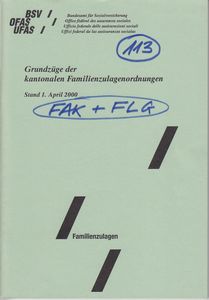 BSV
OFAS
UFAS
Bundesamt für Sozialversicherung
Office fédéral des assurances sociales
Ufficio federale delle assicurazioni sociali
Uffizi federal da las assicuranzas socialas
113
Grundzüge der
kantonalen Familienzulagenordnungen
Stand 1. April 2000
FAK + FLG
Familienzulagen